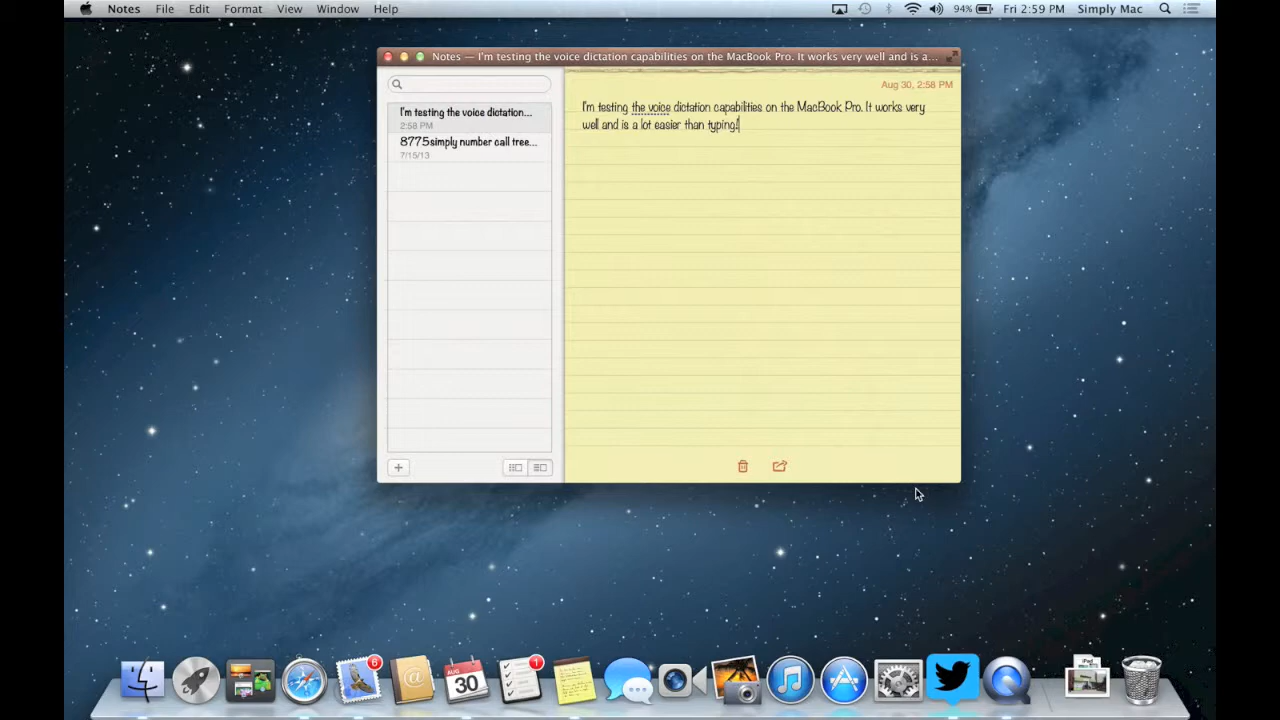 Notes File Edit Format View Window Help 94% Fri 2:59 PM Simply Mac
Notes — I'm testing the voice dictation capabilities on the MacBook Pro. It works very well and is a...
Aug 30, 2:58 PM
I'm testing the voice dictation...
2:58 PM
8775simply number call tree...
7/15/13
I'm testing the voice dictation capabilities on the MacBook Pro. It works very
well and is a lot easier than typing!
6
AUG
30
1